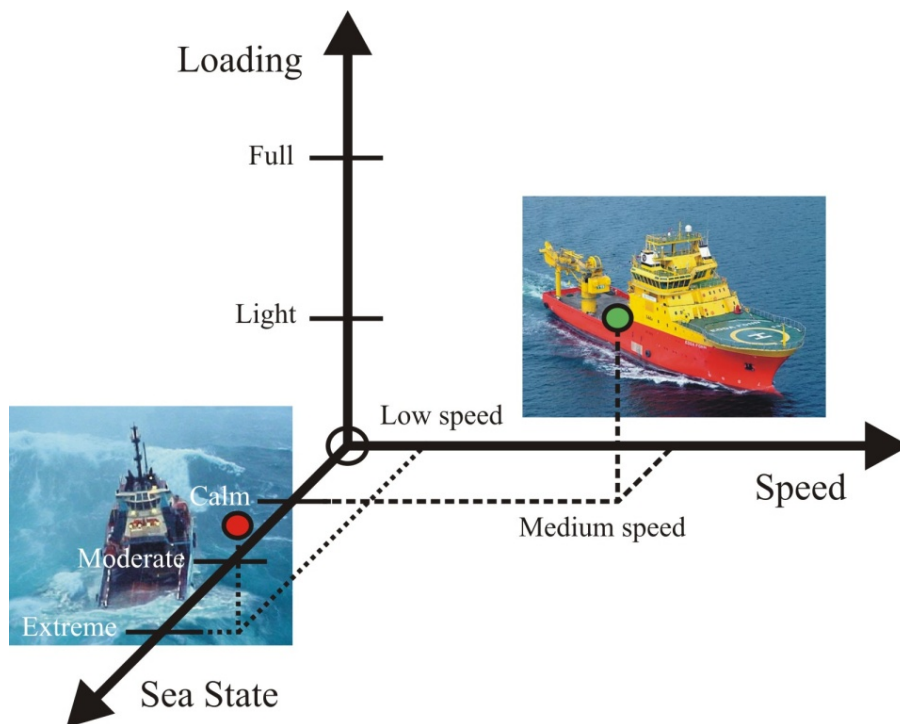 Loading
Full
Light
Low speed
Calm
Speed
Medium speed
Moderate
Extreme
Sea State
H